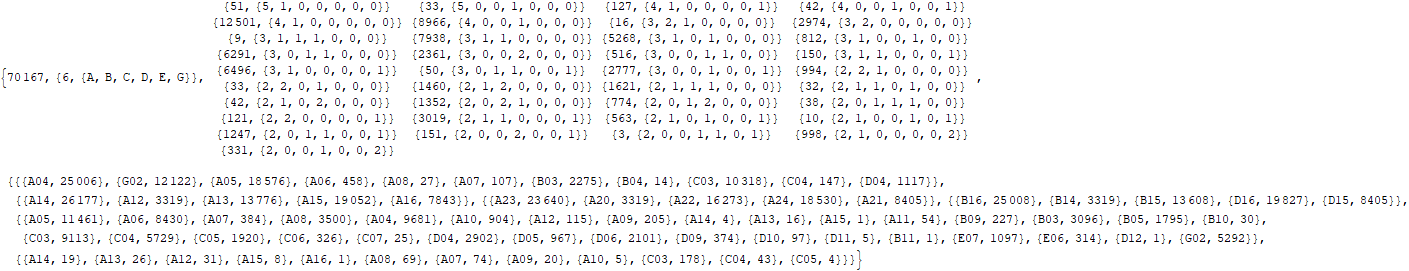 {51, {5, 1, 0, 0, 0, 0, 0}} {33, {5, 0, 0, 1, 0, 0, 0}} {127, {4, 1, 0, 0, 0, 0, 1}} {42, {4, 0, 0, 1, 0, 0, 1}}
{12501, {4, 1, 0, 0, 0, 0, 0}} {8966, {4, 0, 0, 1, 0, 0, 0}} {16, {3, 2, 1, 0, 0, 0, 0}} {2974, {3, 2, 0, 0, 0, 0, 0}}
{9, {3, 1, 1, 1, 0, 0, 0}} {7938, {3, 1, 1, 0, 0, 0, 0}} {5268, {3, 1, 0, 1, 0, 0, 0}} {812, {3, 1, 0, 0, 1, 0, 0}}
{6291, {3, 0, 1, 1, 0, 0, 0}} {2361, {3, 0, 0, 2, 0, 0, 0}} {516, {3, 0, 0, 1, 1, 0, 0}} {150, {3, 1, 1, 0, 0, 0, 1}}
{70167, {6, {A, B, C, D, E, G}}, {6496, {3, 1, 0, 0, 0, 0, 1}} {50, {3, 0, 1, 1, 0, 0, 1}} {2777, {3, 0, 0, 1, 0, 0, 1}} {994, {2, 2, 1, 0, 0, 0, 0}} ,
{33, {2, 2, 0, 1, 0, 0, 0}} {1460, {2, 1, 2, 0, 0, 0, 0}} {1621, {2, 1, 1, 1, 0, 0, 0}} {32, {2, 1, 1, 0, 1, 0, 0}}
{42, {2, 1, 0, 2, 0, 0, 0}} {1352, {2, 0, 2, 1, 0, 0, 0}} {774, {2, 0, 1, 2, 0, 0, 0}} {38, {2, 0, 1, 1, 1, 0, 0}}
{121, {2, 2, 0, 0, 0, 0, 1}} {3019, {2, 1, 1, 0, 0, 0, 1}} {563, {2, 1, 0, 1, 0, 0, 1}} {10, {2, 1, 0, 0, 1, 0, 1}}
{1247, {2, 0, 1, 1, 0, 0, 1}} {151, {2, 0, 0, 2, 0, 0, 1}} {3, {2, 0, 0, 1, 1, 0, 1}} {998, {2, 1, 0, 0, 0, 0, 2}}
{331, {2, 0, 0, 1, 0, 0, 2}}
{{{A04, 25006}, {G02, 12122}, {A05, 18576}, {A06, 458}, {A08, 27}, {A07, 107}, {B03, 2275}, {B04, 14}, {C03, 10318}, {C04, 147}, {D04, 1117}},
{{A14, 26177}, {A12, 3319}, {A13, 13776}, {A15, 19052}, {A16, 7843}}, {{A23, 23640}, {A20, 3319}, {A22, 16273}, {A24, 18530}, {A21, 8405}}, {{B16, 25008}, {B14, 3319}, {B15, 13608}, {D16, 19827}, {D15, 8405}},
{{A05, 11461}, {A06, 8430}, {A07, 384}, {A08, 3500}, {A04, 9681}, {A10, 904}, {A12, 115}, {A09, 205}, {A14, 4}, {A13, 16}, {A15, 1}, {A11, 54}, {B09, 227}, {B03, 3096}, {B05, 1795}, {B10, 30},
{C03, 9113}, {C04, 5729}, {C05, 1920}, {C06, 326}, {C07, 25}, {D04, 2902}, {D05, 967}, {D06, 2101}, {D09, 374}, {D10, 97}, {D11, 5}, {B11, 1}, {E07, 1097}, {E06, 314}, {D12, 1}, {G02, 5292}},
{{A14, 19}, {A13, 26}, {A12, 31}, {A15, 8}, {A16, 1}, {A08, 69}, {A07, 74}, {A09, 20}, {A10, 5}, {C03, 178}, {C04, 43}, {C05, 4}}}}